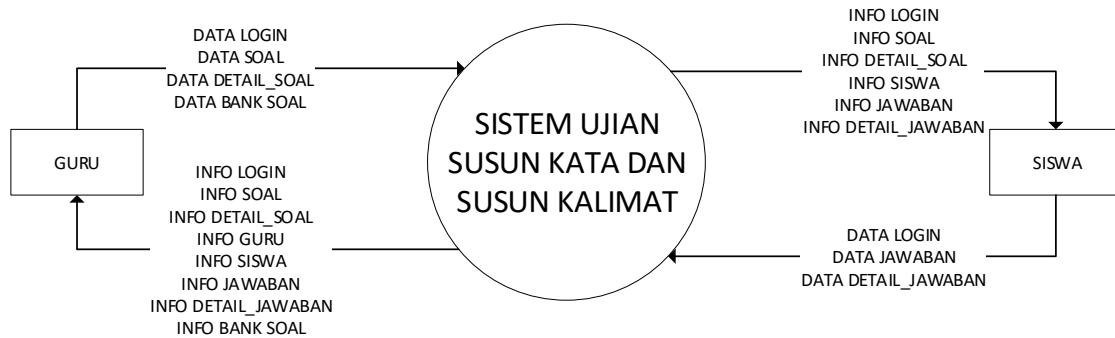 DATA LOGIN
DATA SOAL
DATA DETAIL_SOAL
DATA BANK SOAL
GURU
INFO LOGIN
INFO SOAL
INFO DETAIL_SOAL
INFO GURU
INFO SISWA
INFO JAWABAN
INFO DETAIL_JAWABAN
INFO BANK SOAL
SISTEM UJIAN
SUSUN KATA DAN
SUSUN KALIMAT
INFO LOGIN
INFO SOAL
INFO DETAIL_SOAL
INFO SISWA
INFO JAWABAN
INFO DETAIL_JAWABAN
SISWA
DATA LOGIN
DATA JAWABAN
DATA DETAIL_JAWABAN